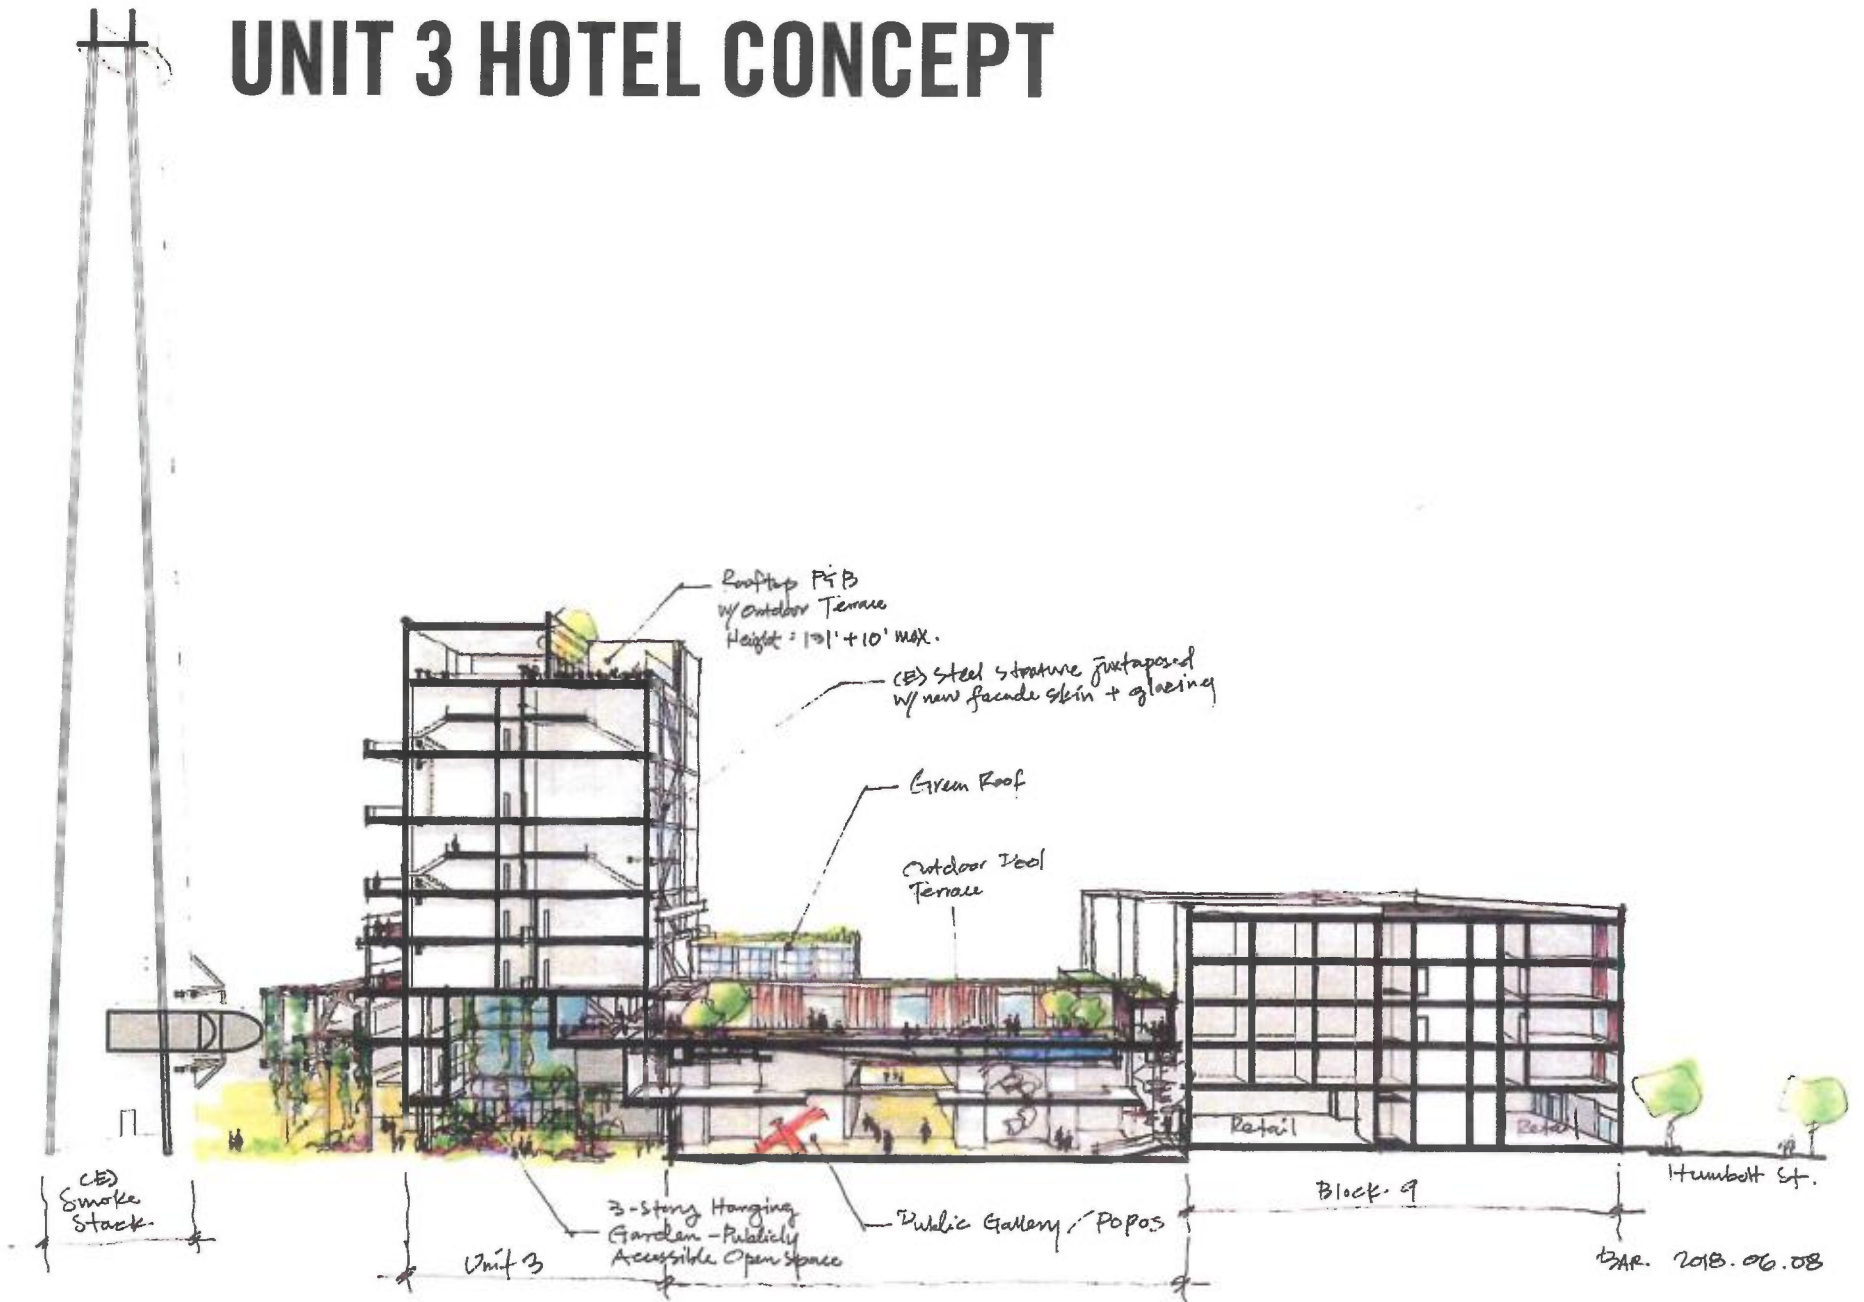 UNIT 3 HOTEL CONCEPT
Rooftop F&B
w/ outdoor Terrace
Height: 131' + 10' max.
(E) Steel structure juxtaposed
w/ new facade skin + glazing
Green Roof
Outdoor Pool
Terrace
Retail
Retail
(E)
Smoke
Stack.
Unit 3
3-Story Hanging
Garden - Publicly
Accessible Open Space
Public Gallery / POPOS
Block 9
Humbolt St.
BAR. 2018.06.08